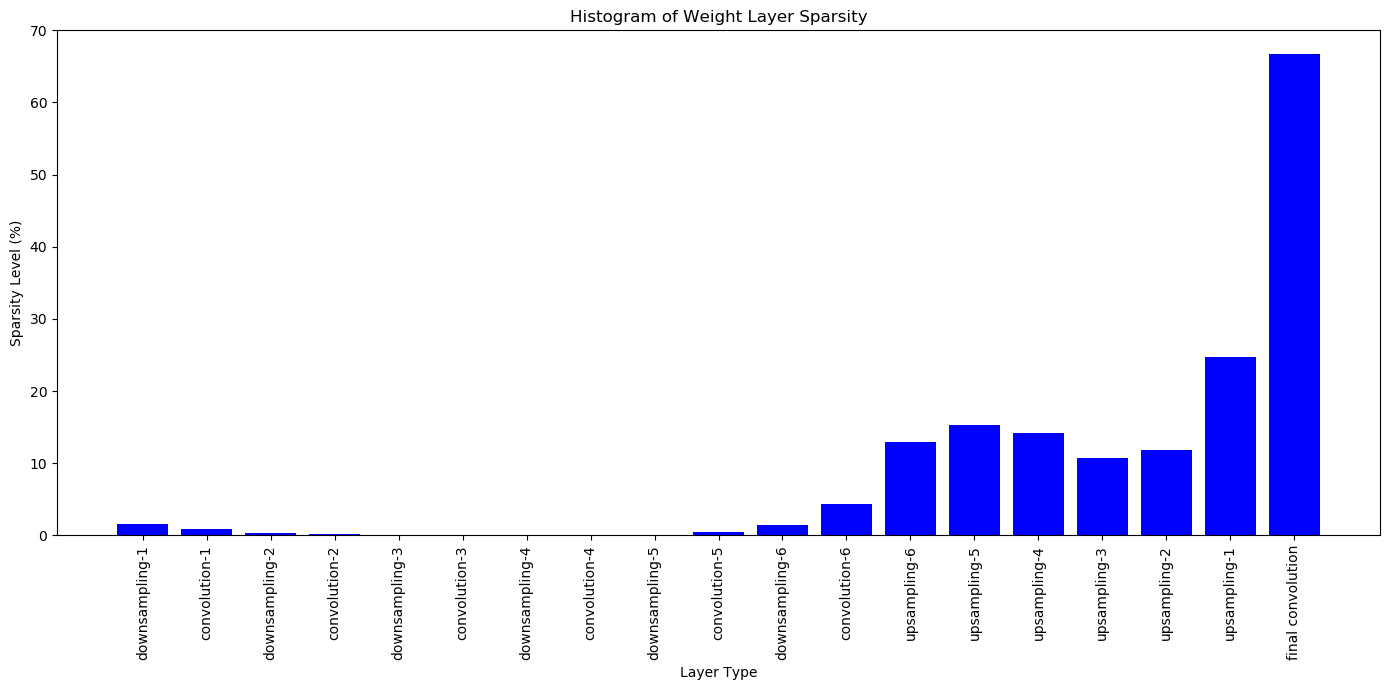 Histogram of Weight Layer Sparsity
Sparsity Level (%)
70
60
50
40
30
20
10
0
downsampling-1
convolution-1
downsampling-2
convolution-2
downsampling-3
convolution-3
downsampling-4
convolution-4
downsampling-5
convolution-5
downsampling-6
convolution-6
upsampling-6
upsampling-5
upsampling-4
upsampling-3
upsampling-2
upsampling-1
final convolution
Layer Type